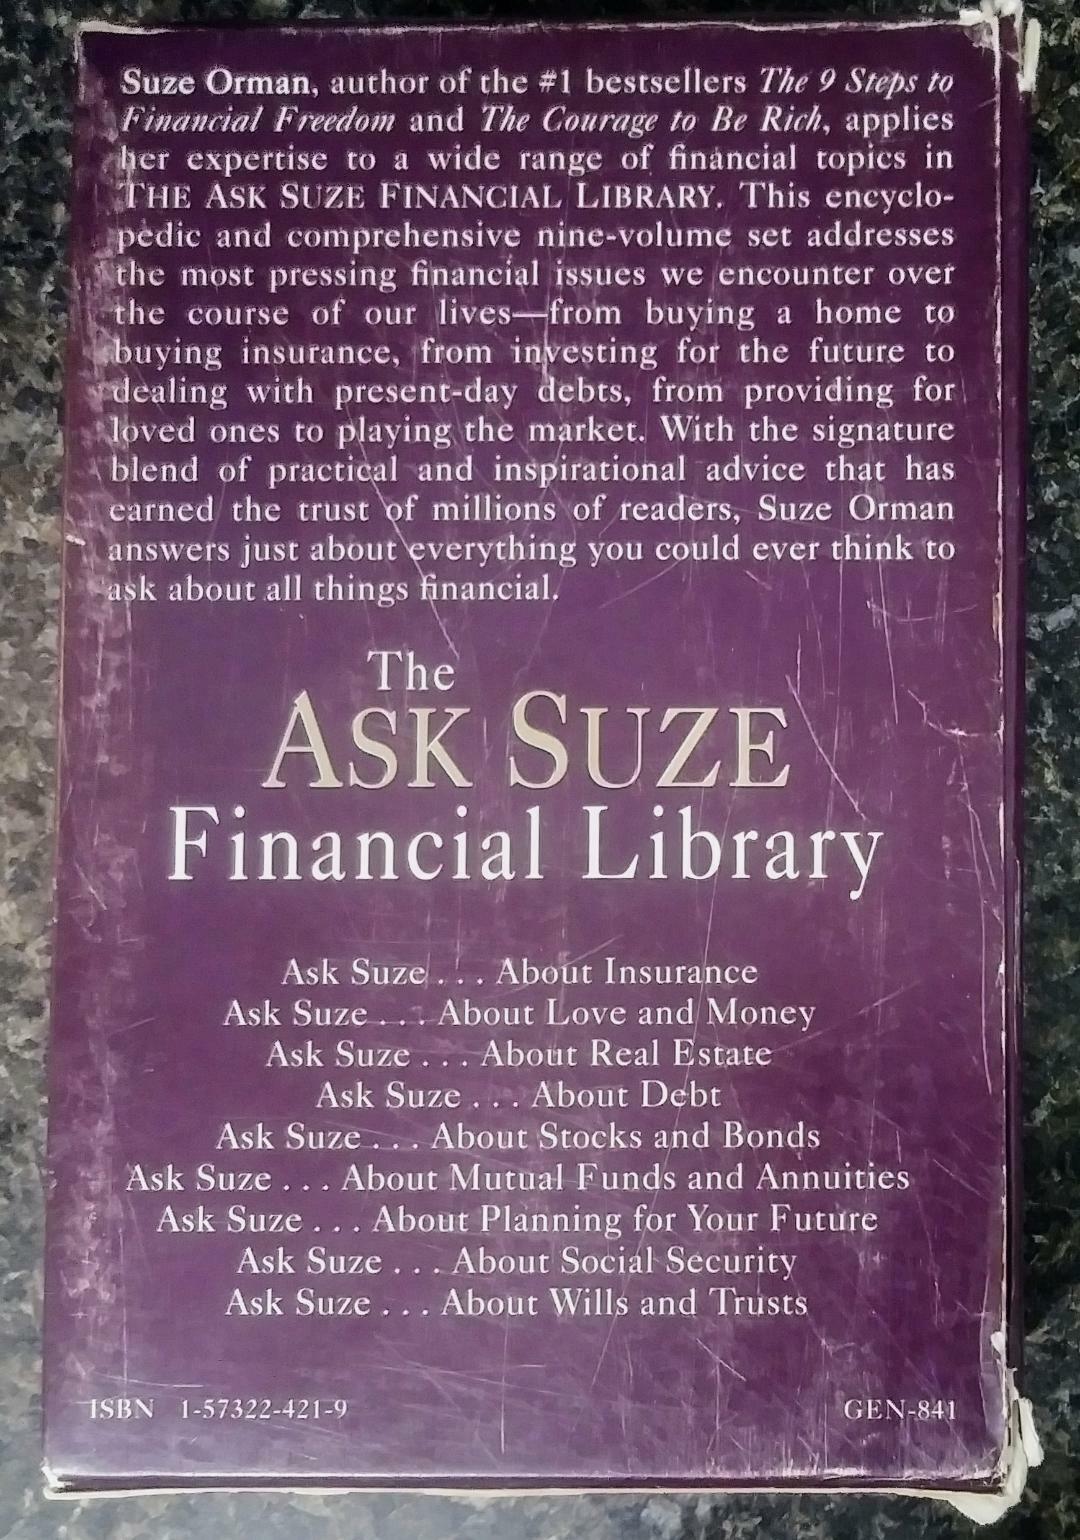 Suze Orman, author of the #1 bestsellers The 9 Steps to
Financial Freedom and The Courage to Be Rich, applies
her expertise to a wide range of financial topics in
THE ASK SUZE FINANCIAL LIBRARY. This encyclo-
pedic and comprehensive nine-volume set addresses
the most pressing financial issues we encounter over
the course of our lives—from buying a home to
buying insurance, from investing for the future to
dealing with present-day debts, from providing for
loved ones to playing the market. With the signature
blend of practical and inspirational advice that has
earned the trust of millions of readers, Suze Orman
answers just about everything you could ever think to
ask about all things financial.
The
ASK SUZE
Financial Library
Ask Suze . . . About Insurance
Ask Suze . . . About Love and Money
Ask Suze . . . About Real Estate
Ask Suze . . . About Debt
Ask Suze . . . About Stocks and Bonds
Ask Suze . . . About Mutual Funds and Annuities
Ask Suze . . . About Planning for Your Future
Ask Suze . . . About Social Security
Ask Suze . . . About Wills and Trusts
ISBN 1-57322-421-9 GEN-841